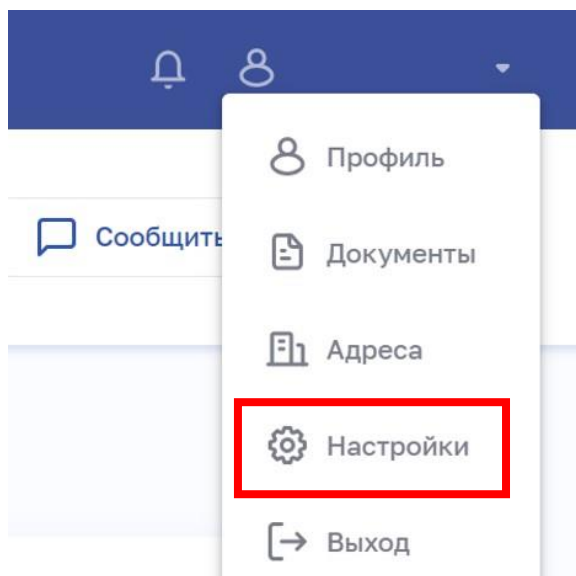 Профиль
Сообщить
Документы
Адреса
Настройки
Выход